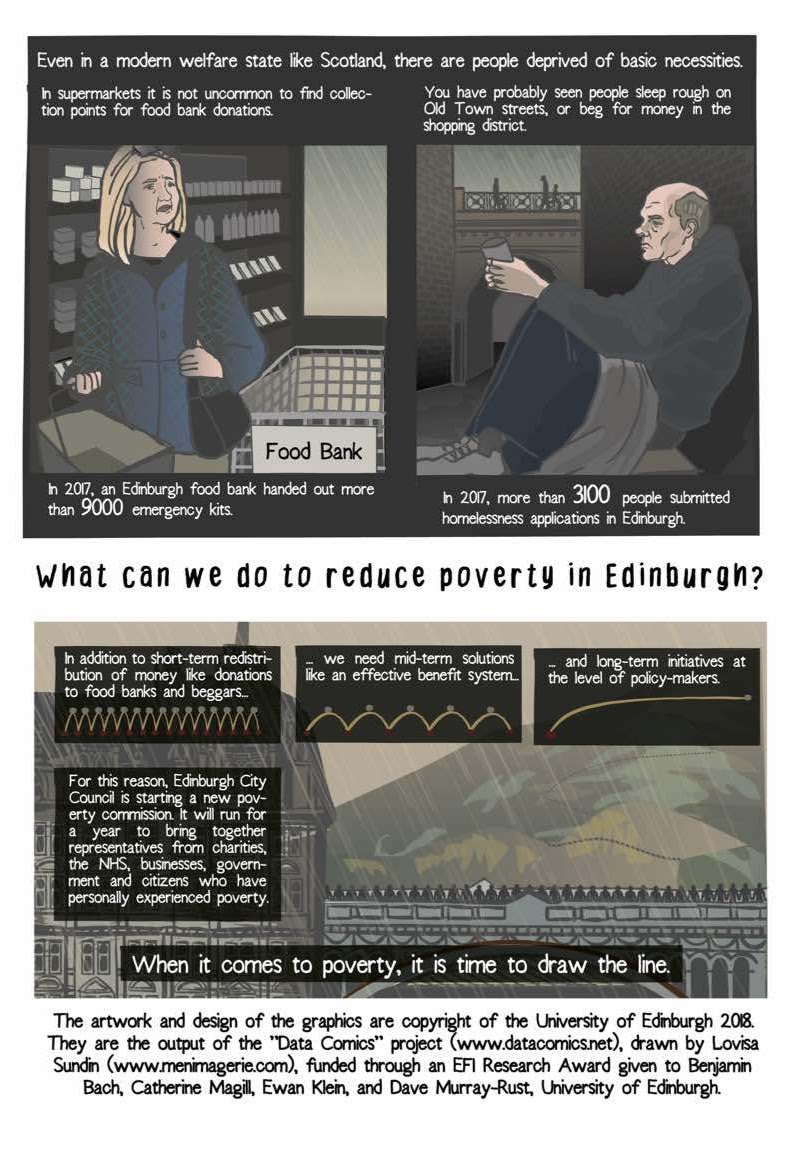 Even in a modern welfare state like Scotland, there are people deprived of basic necessities.
In supermarkets it is not uncommon to find collec-
tion points for food bank donations.
You have probably seen people sleep rough on
Old Town streets, or beg for money in the
shopping district.
Food Bank
In 2017, an Edinburgh food bank handed out more
than 9000 emergency kits.
In 2017, more than 3100 people submitted
homelessness applications in Edinburgh.
What can we do to reduce poverty in Edinburgh?
In addition to short-term redistri-
bution of money like donations
to food banks and beggars...
... we need mid-term solutions
like an effective benefit system...
... and long-term initiatives at
the level of policy-makers.
For this reason, Edinburgh City
Council is starting a new pov-
erty commission. It will run for
a year to bring together
representatives from charities,
the NHS, businesses, govern-
ment and citizens who have
personally experienced poverty.
When it comes to poverty, it is time to draw the line.
The artwork and design of the graphics are copyright of the University of Edinburgh 2018.
They are the output of the "Data Comics" project (www.datacomics.net), drawn by Lovisa
Sundin (www.menimagerie.com), funded through an EFI Research Award given to Benjamin
Bach, Catherine Magill, Ewan Klein, and Dave Murray-Rust, University of Edinburgh.